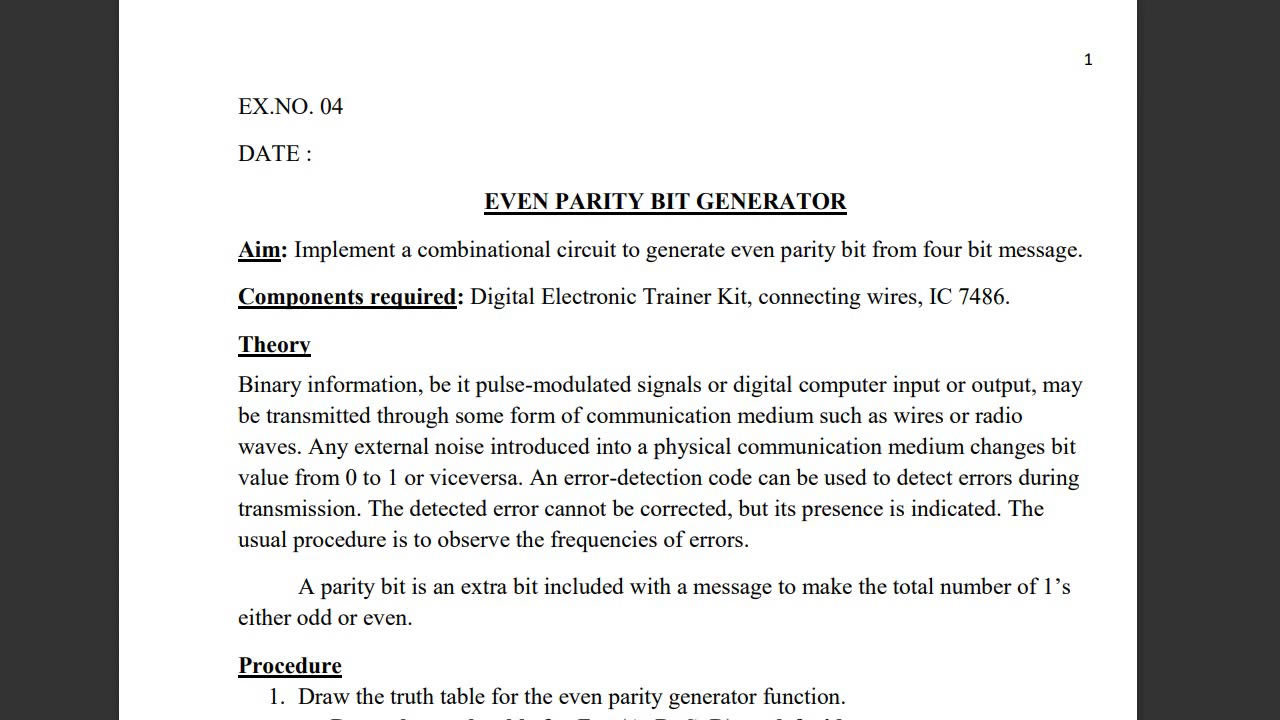 1
EX.NO. 04
DATE :
EVEN PARITY BIT GENERATOR
Aim: Implement a combinational circuit to generate even parity bit from four bit message.
Components required: Digital Electronic Trainer Kit, connecting wires, IC 7486.
Theory
Binary information, be it pulse-modulated signals or digital computer input or output, may
be transmitted through some form of communication medium such as wires or radio
waves. Any external noise introduced into a physical communication medium changes bit
value from 0 to 1 or viceversa. An error-detection code can be used to detect errors during
transmission. The detected error cannot be corrected, but its presence is indicated. The
usual procedure is to observe the frequencies of errors.
A parity bit is an extra bit included with a message to make the total number of 1’s
either odd or even.
Procedure
1. Draw the truth table for the even parity generator function.